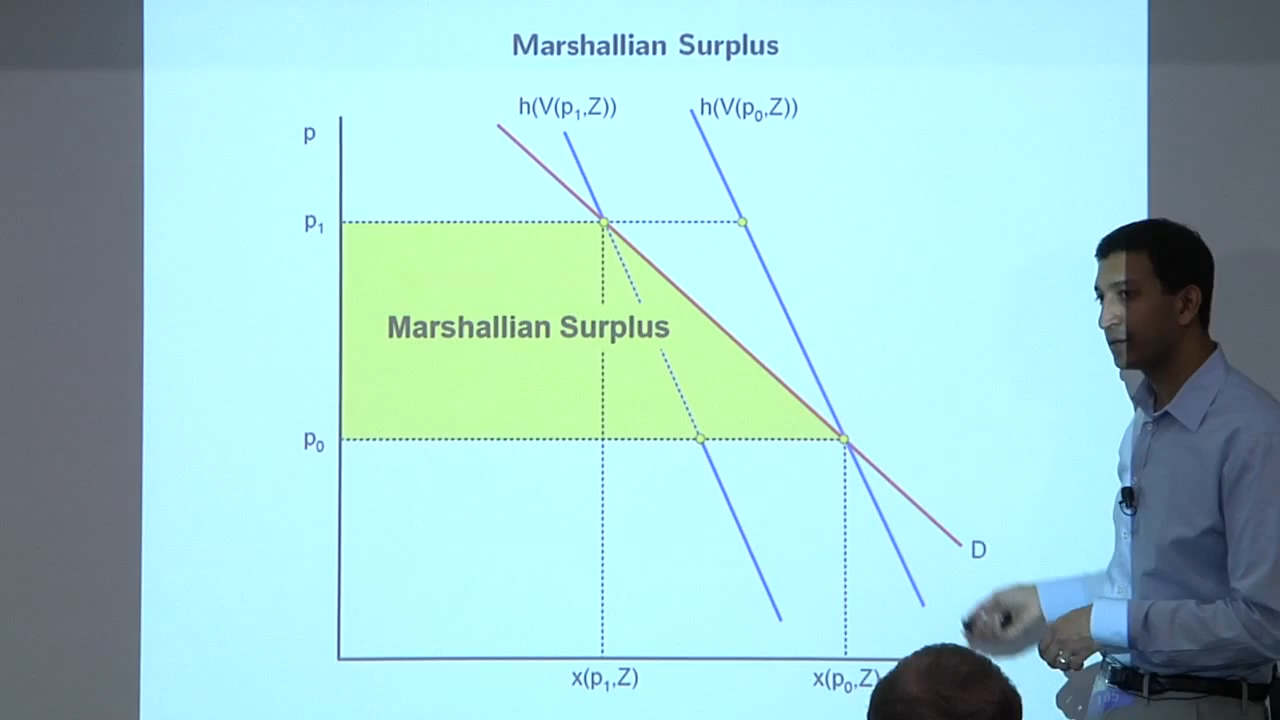 Marshallian Surplus
h(V(p₁,Z))
h(V(p₀,Z))
p
p₁
Marshallian Surplus
p₀
D
x(p₁,Z)
x(p₀,Z)